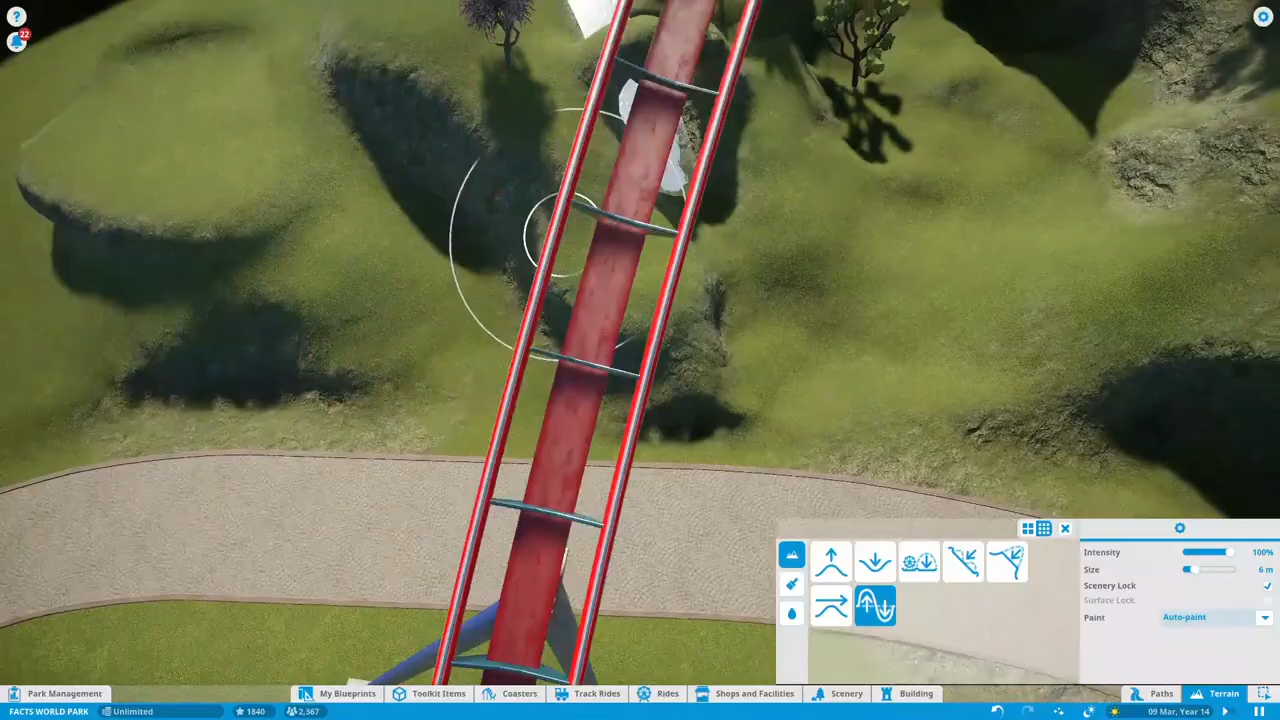 ?
22
Intensity 100%
Size 6 m
Scenery Lock
Surface Lock
Paint Auto-paint
Park Management My Blueprints Toolkit Items Coasters Track Rides Rides Shops and Facilities Scenery Building Paths Terrain
FACTS WORLD PARK Unlimited 1840 2,367 09 Mar, Year 14